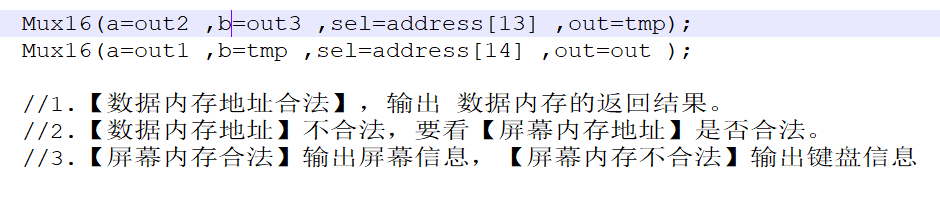 Mux16(a=out2 ,b=out3 ,sel=address[13] ,out=tmp);
Mux16(a=out1 ,b=tmp ,sel=address[14] ,out=out );
//1.【数据内存地址合法】，输出 数据内存的返回结果。
//2.【数据内存地址】不合法，要看【屏幕内存地址】是否合法。
//3.【屏幕内存合法】输出屏幕信息，【屏幕内存不合法】输出键盘信息